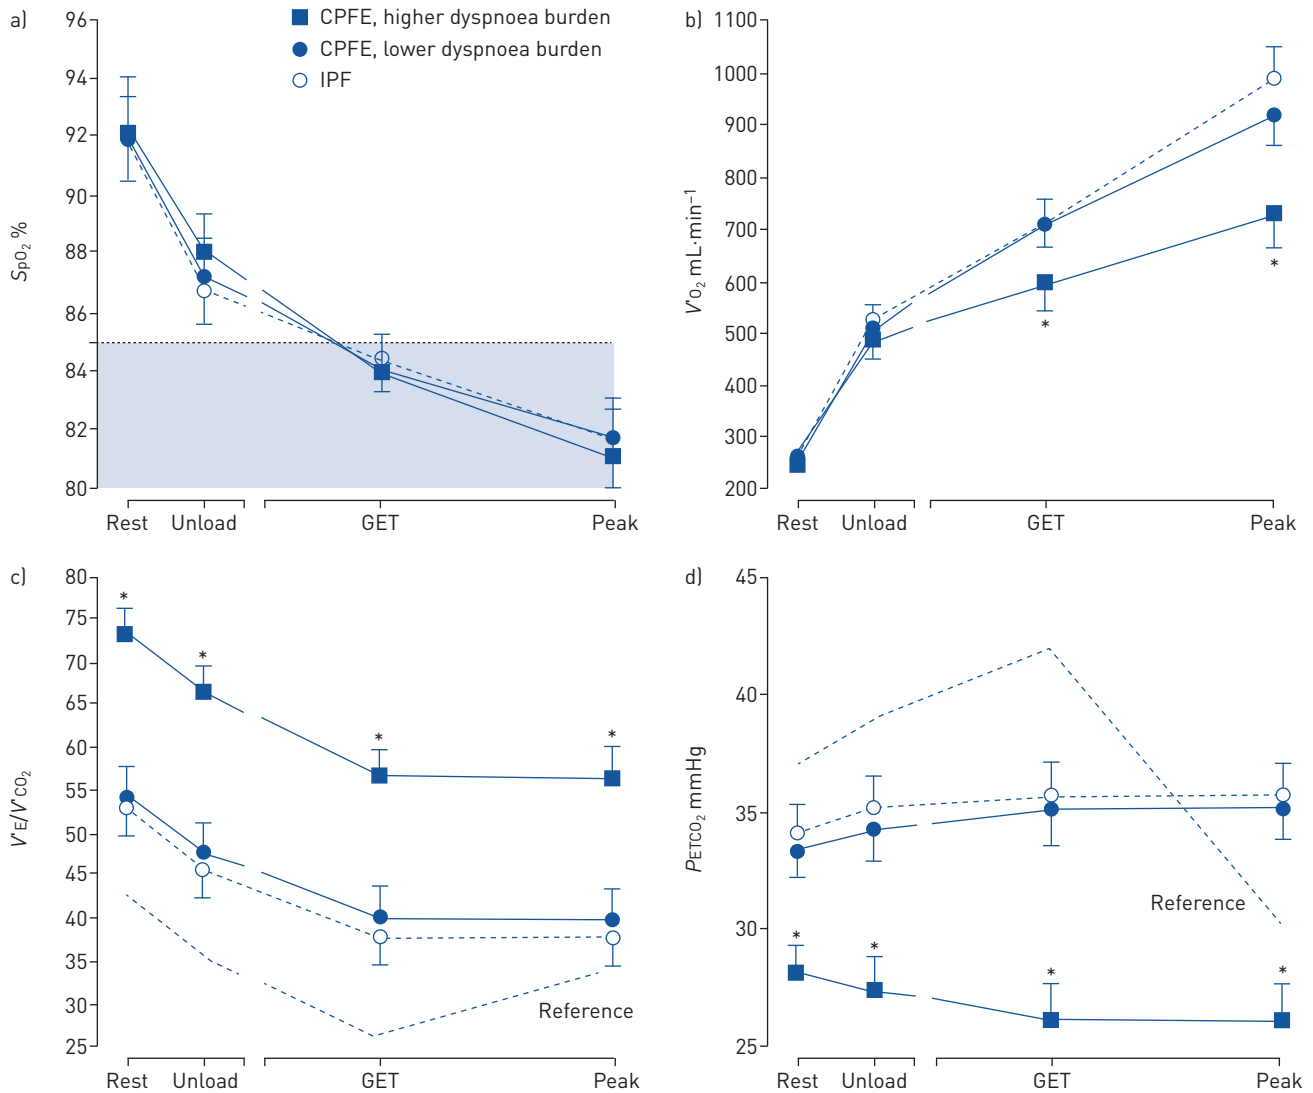 a)
CPFE, higher dyspnoea burden
CPFE, lower dyspnoea burden
IPF
96
94
92
90
88
86
84
82
80
SpO2 %
Rest Unload GET Peak
b)
1100
1000
900
800
700
600
500
400
300
200
V'O2 mL·min−1
*
*
Rest Unload GET Peak
c)
80
75
70
65
60
55
50
45
40
35
30
25
V'E/V'CO2
*
*
*
*
Reference
Rest Unload GET Peak
d)
45
40
35
30
25
PETCO2 mmHg
Reference
*
*
*
*
Rest Unload GET Peak